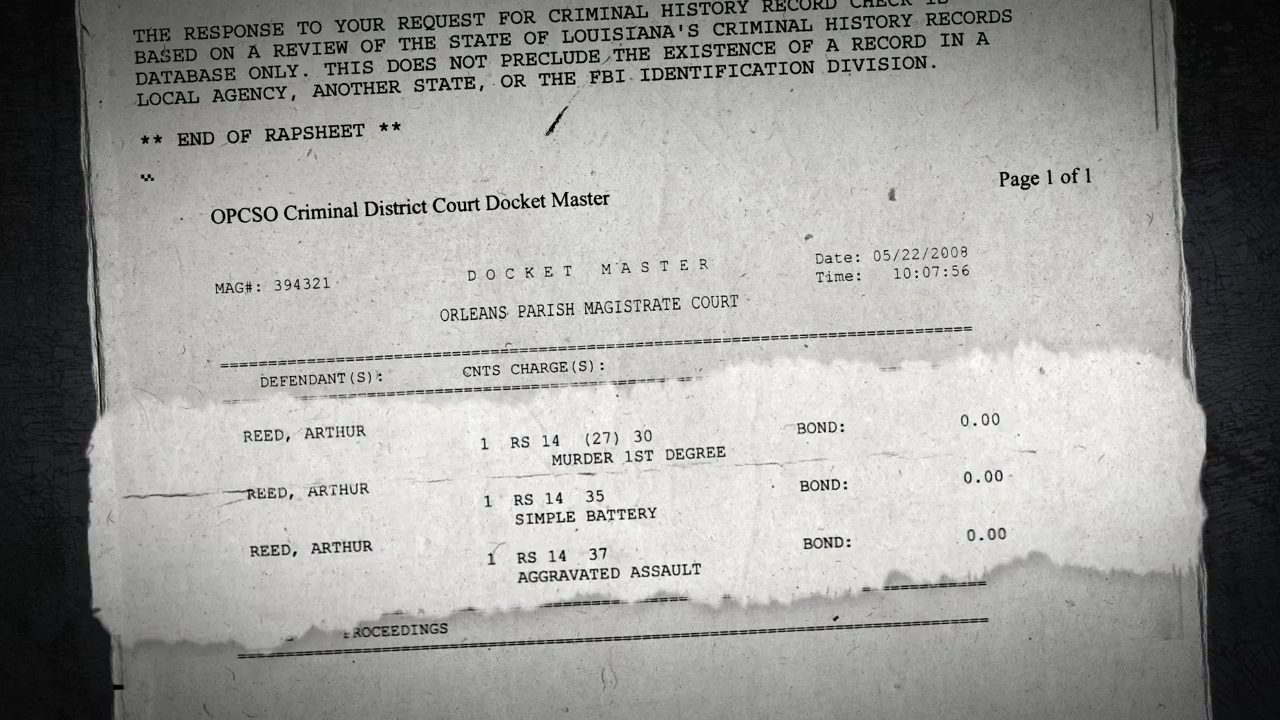 THE RESPONSE TO YOUR REQUEST FOR CRIMINAL HISTORY RECORD CHECK IS
BASED ON A REVIEW OF THE STATE OF LOUISIANA'S CRIMINAL HISTORY RECORDS
DATABASE ONLY. THIS DOES NOT PRECLUDE THE EXISTENCE OF A RECORD IN A
LOCAL AGENCY, ANOTHER STATE, OR THE FBI IDENTIFICATION DIVISION.
** END OF RAPSHEET **
Page 1 of 1
OPCSO Criminal District Court Docket Master
MAG#: 394321 DOCKET MASTER Date: 05/22/2008
Time: 10:07:56
ORLEANS PARISH MAGISTRATE COURT
DEFENDANT(S): CNTS CHARGE(S):
REED, ARTHUR 1 RS 14 (27) 30 BOND: 0.00
MURDER 1ST DEGREE
REED, ARTHUR 1 RS 14 35 BOND: 0.00
SIMPLE BATTERY
REED, ARTHUR 1 RS 14 37 BOND: 0.00
AGGRAVATED ASSAULT
ROCEEDINGS